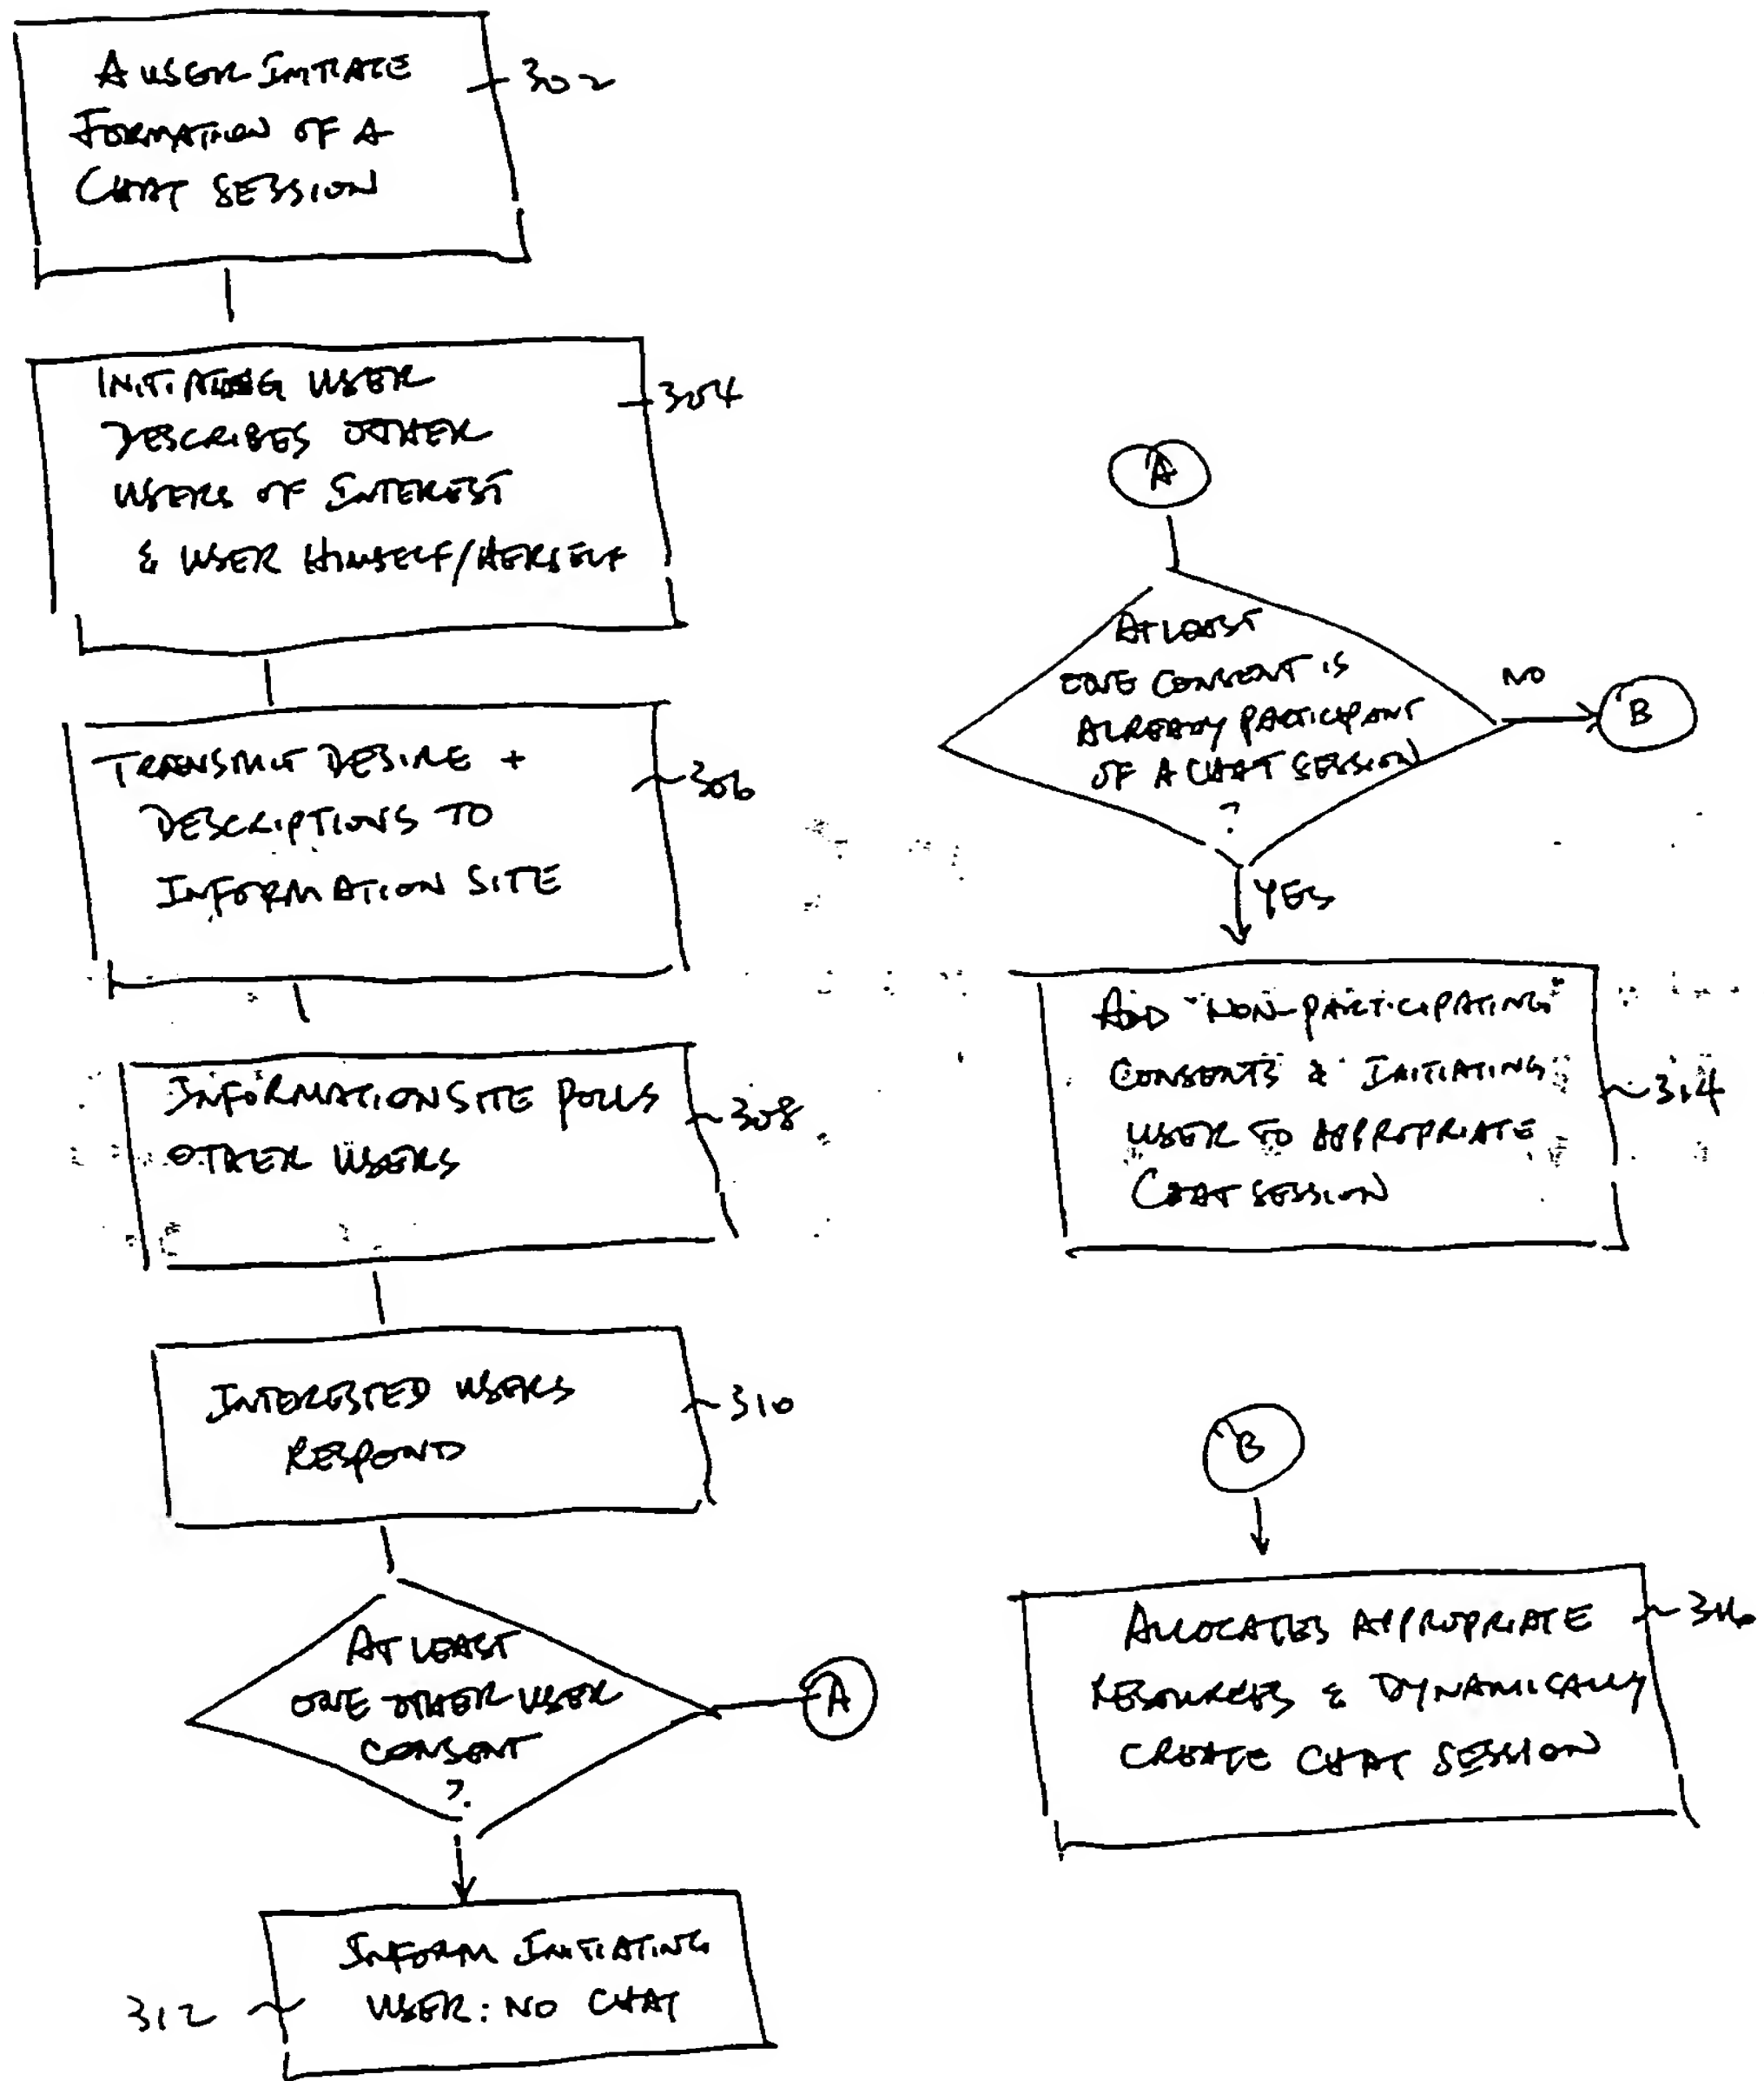 A USER INITIATE
FORMATION OF A
CHAT SESSION
302
INITIATING USER
DESCRIBES OTHER
USERS OF INTEREST
& USER HIMSELF/HERSELF
304
TRANSMIT DESIRE +
DESCRIPTIONS TO
INFORMATION SITE
306
INFORMATION SITE POLLS
OTHER USERS
308
INTERESTED USERS
RESPOND
310
AT LEAST
ONE OTHER USER
CONSENT
?
A
INFORM INITIATING
USER: NO CHAT
312
A
AT LEAST
ONE CONSENT IS
ALREADY PARTICIPANT
OF A CHAT SESSION
?
NO
B
YES
ADD "NON-PARTICIPATING"
CONSENTS & INITIATING
USER TO APPROPRIATE
CHAT SESSION
314
B
ALLOCATES APPROPRIATE
RESOURCES & DYNAMICALLY
CREATE CHAT SESSION
316